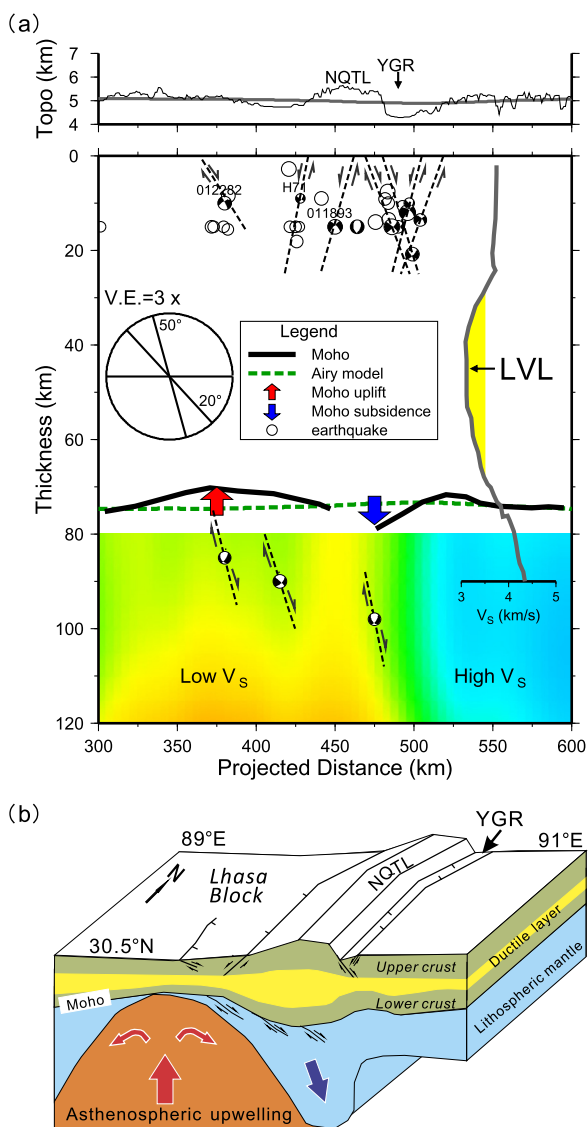 (a)
Topo (km)
7
6
5
4
NQTL
YGR
0
20
40
60
80
100
120
Thickness (km)
012282
H7
011893
V.E.=3 x
50°
20°
Legend
Moho
Airy model
Moho uplift
Moho subsidence
earthquake
LVL
3 4 5
VS (km/s)
Low VS
High VS
300 350 400 450 500 550 600
Projected Distance (km)
(b)
89°E
YGR
91°E
N
Lhasa
Block
NQTL
30.5°N
Upper crust
Ductile layer
Lower crust
Moho
Lithospheric mantle
Asthenospheric upwelling